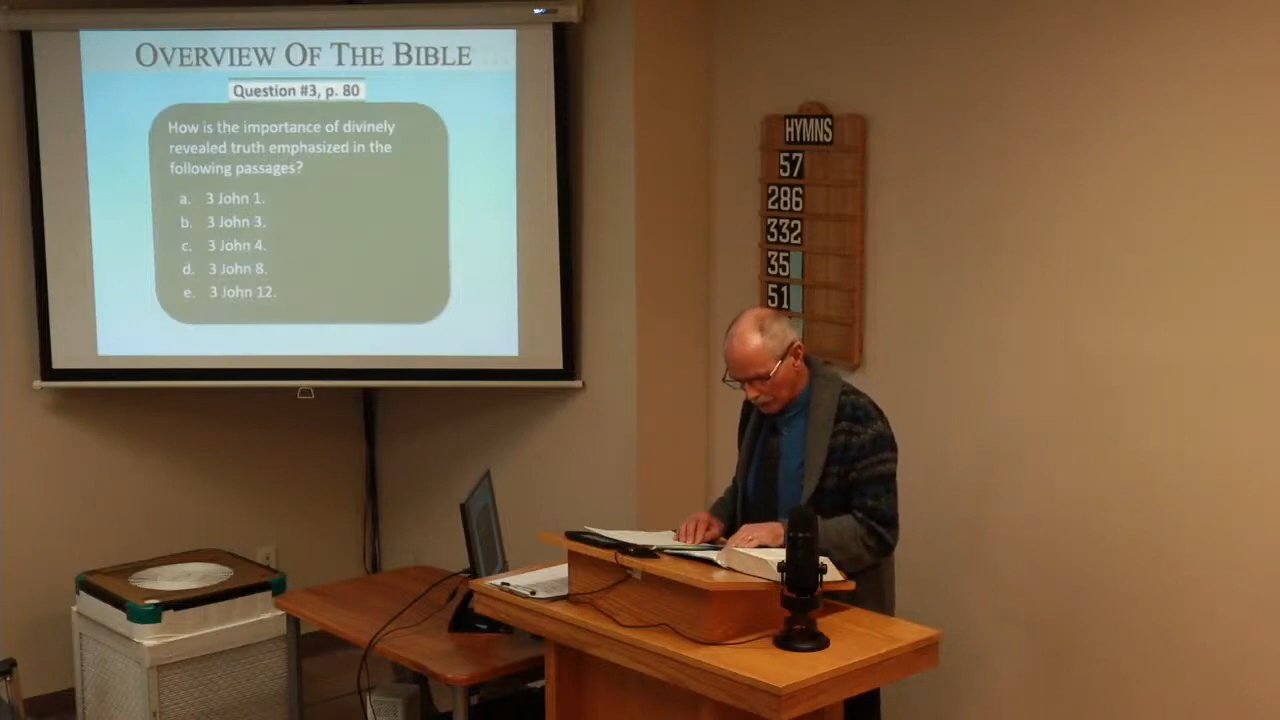 OVERVIEW OF THE BIBLE
Question #3, p. 80
How is the importance of divinely
revealed truth emphasized in the
following passages?
a. 3 John 1.
b. 3 John 3.
c. 3 John 4.
d. 3 John 8.
e. 3 John 12.
HYMNS
57
286
332
35
51